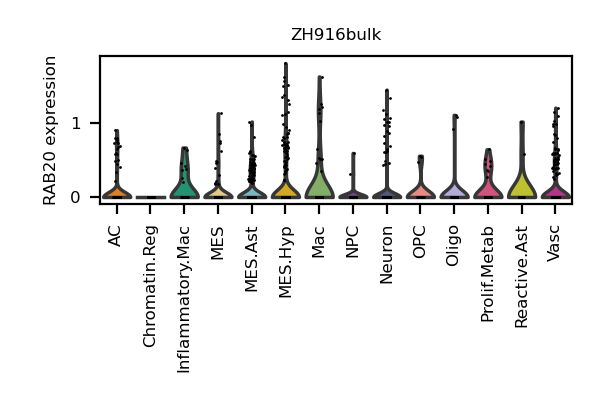 ZH916bulk
RAB20 expression
1
0
AC
Chromatin.Reg
Inflammatory.Mac
MES
MES.Ast
MES.Hyp
Mac
NPC
Neuron
OPC
Oligo
Prolif.Metab
Reactive.Ast
Vasc